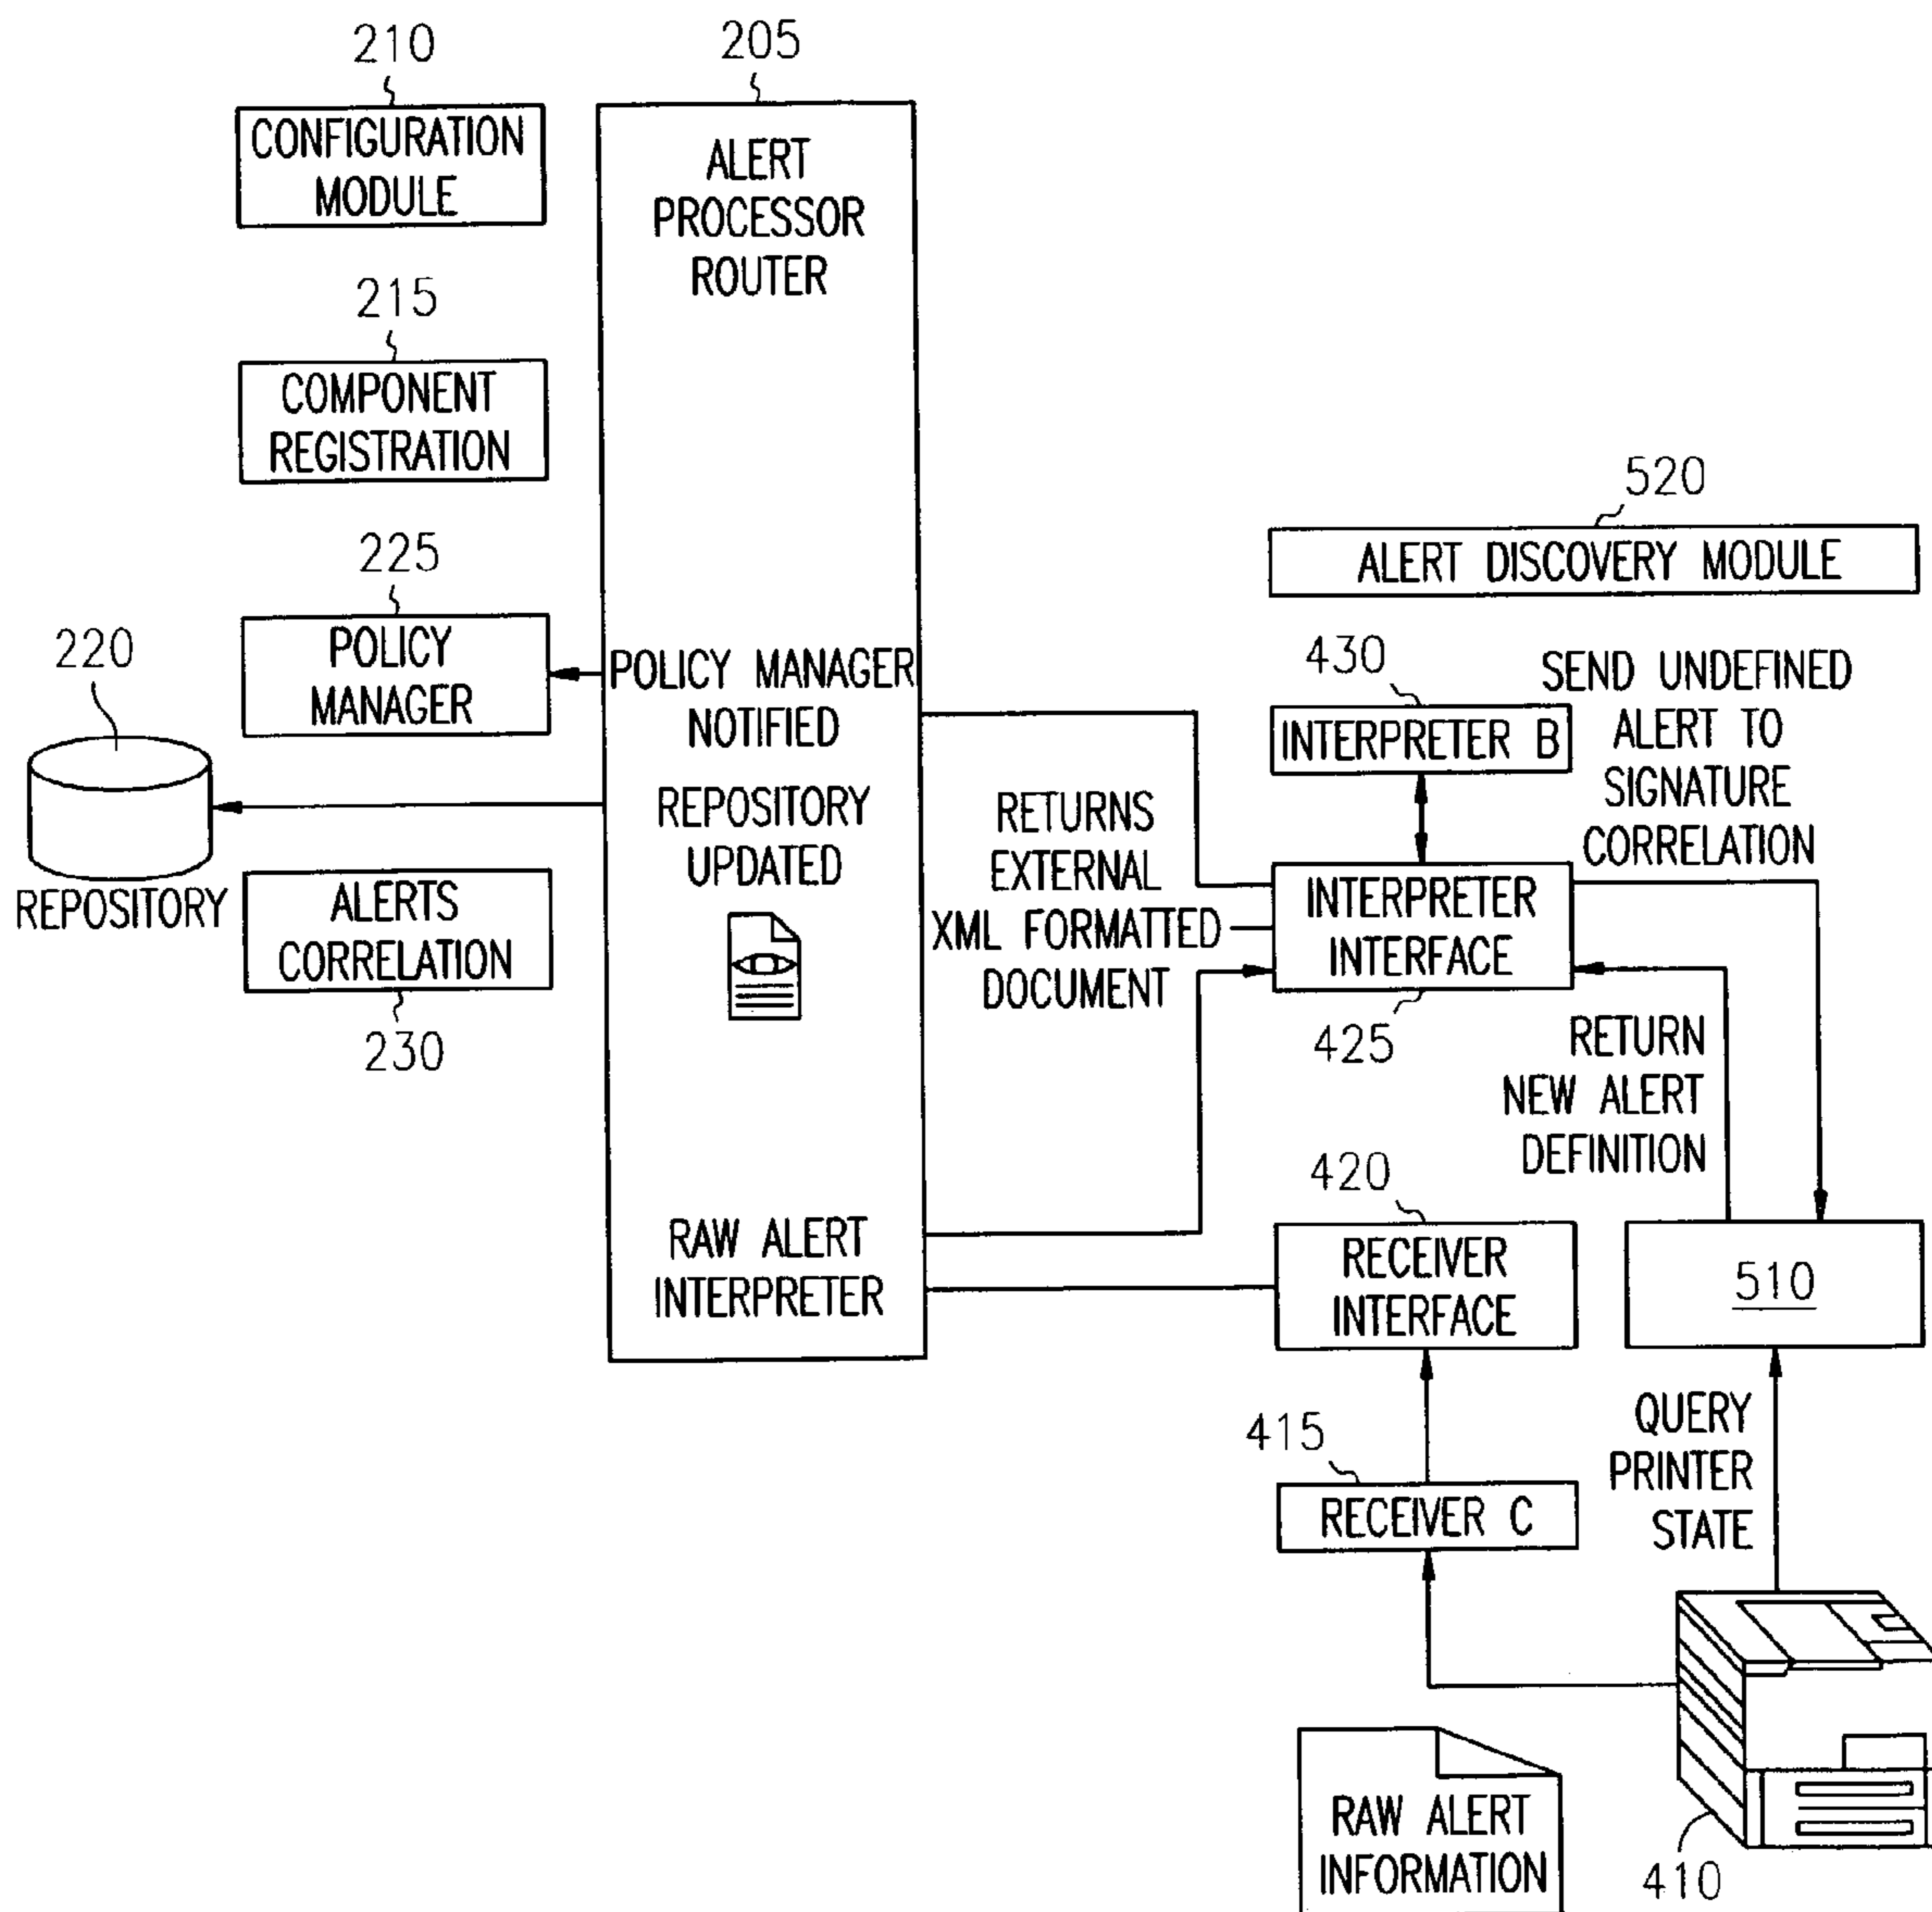 210
CONFIGURATION
MODULE
205
ALERT
PROCESSOR
ROUTER
215
COMPONENT
REGISTRATION
225
POLICY
MANAGER
220
REPOSITORY
ALERTS
CORRELATION
230
POLICY MANAGER
NOTIFIED
REPOSITORY
UPDATED
RAW ALERT
INTERPRETER
RETURNS
EXTERNAL
XML FORMATTED
DOCUMENT
520
ALERT DISCOVERY MODULE
430
INTERPRETER B
SEND UNDEFINED
ALERT TO
SIGNATURE
CORRELATION
INTERPRETER
INTERFACE
425
RETURN
NEW ALERT
DEFINITION
420
RECEIVER
INTERFACE
510
415
RECEIVER C
QUERY
PRINTER
STATE
RAW ALERT
INFORMATION
410